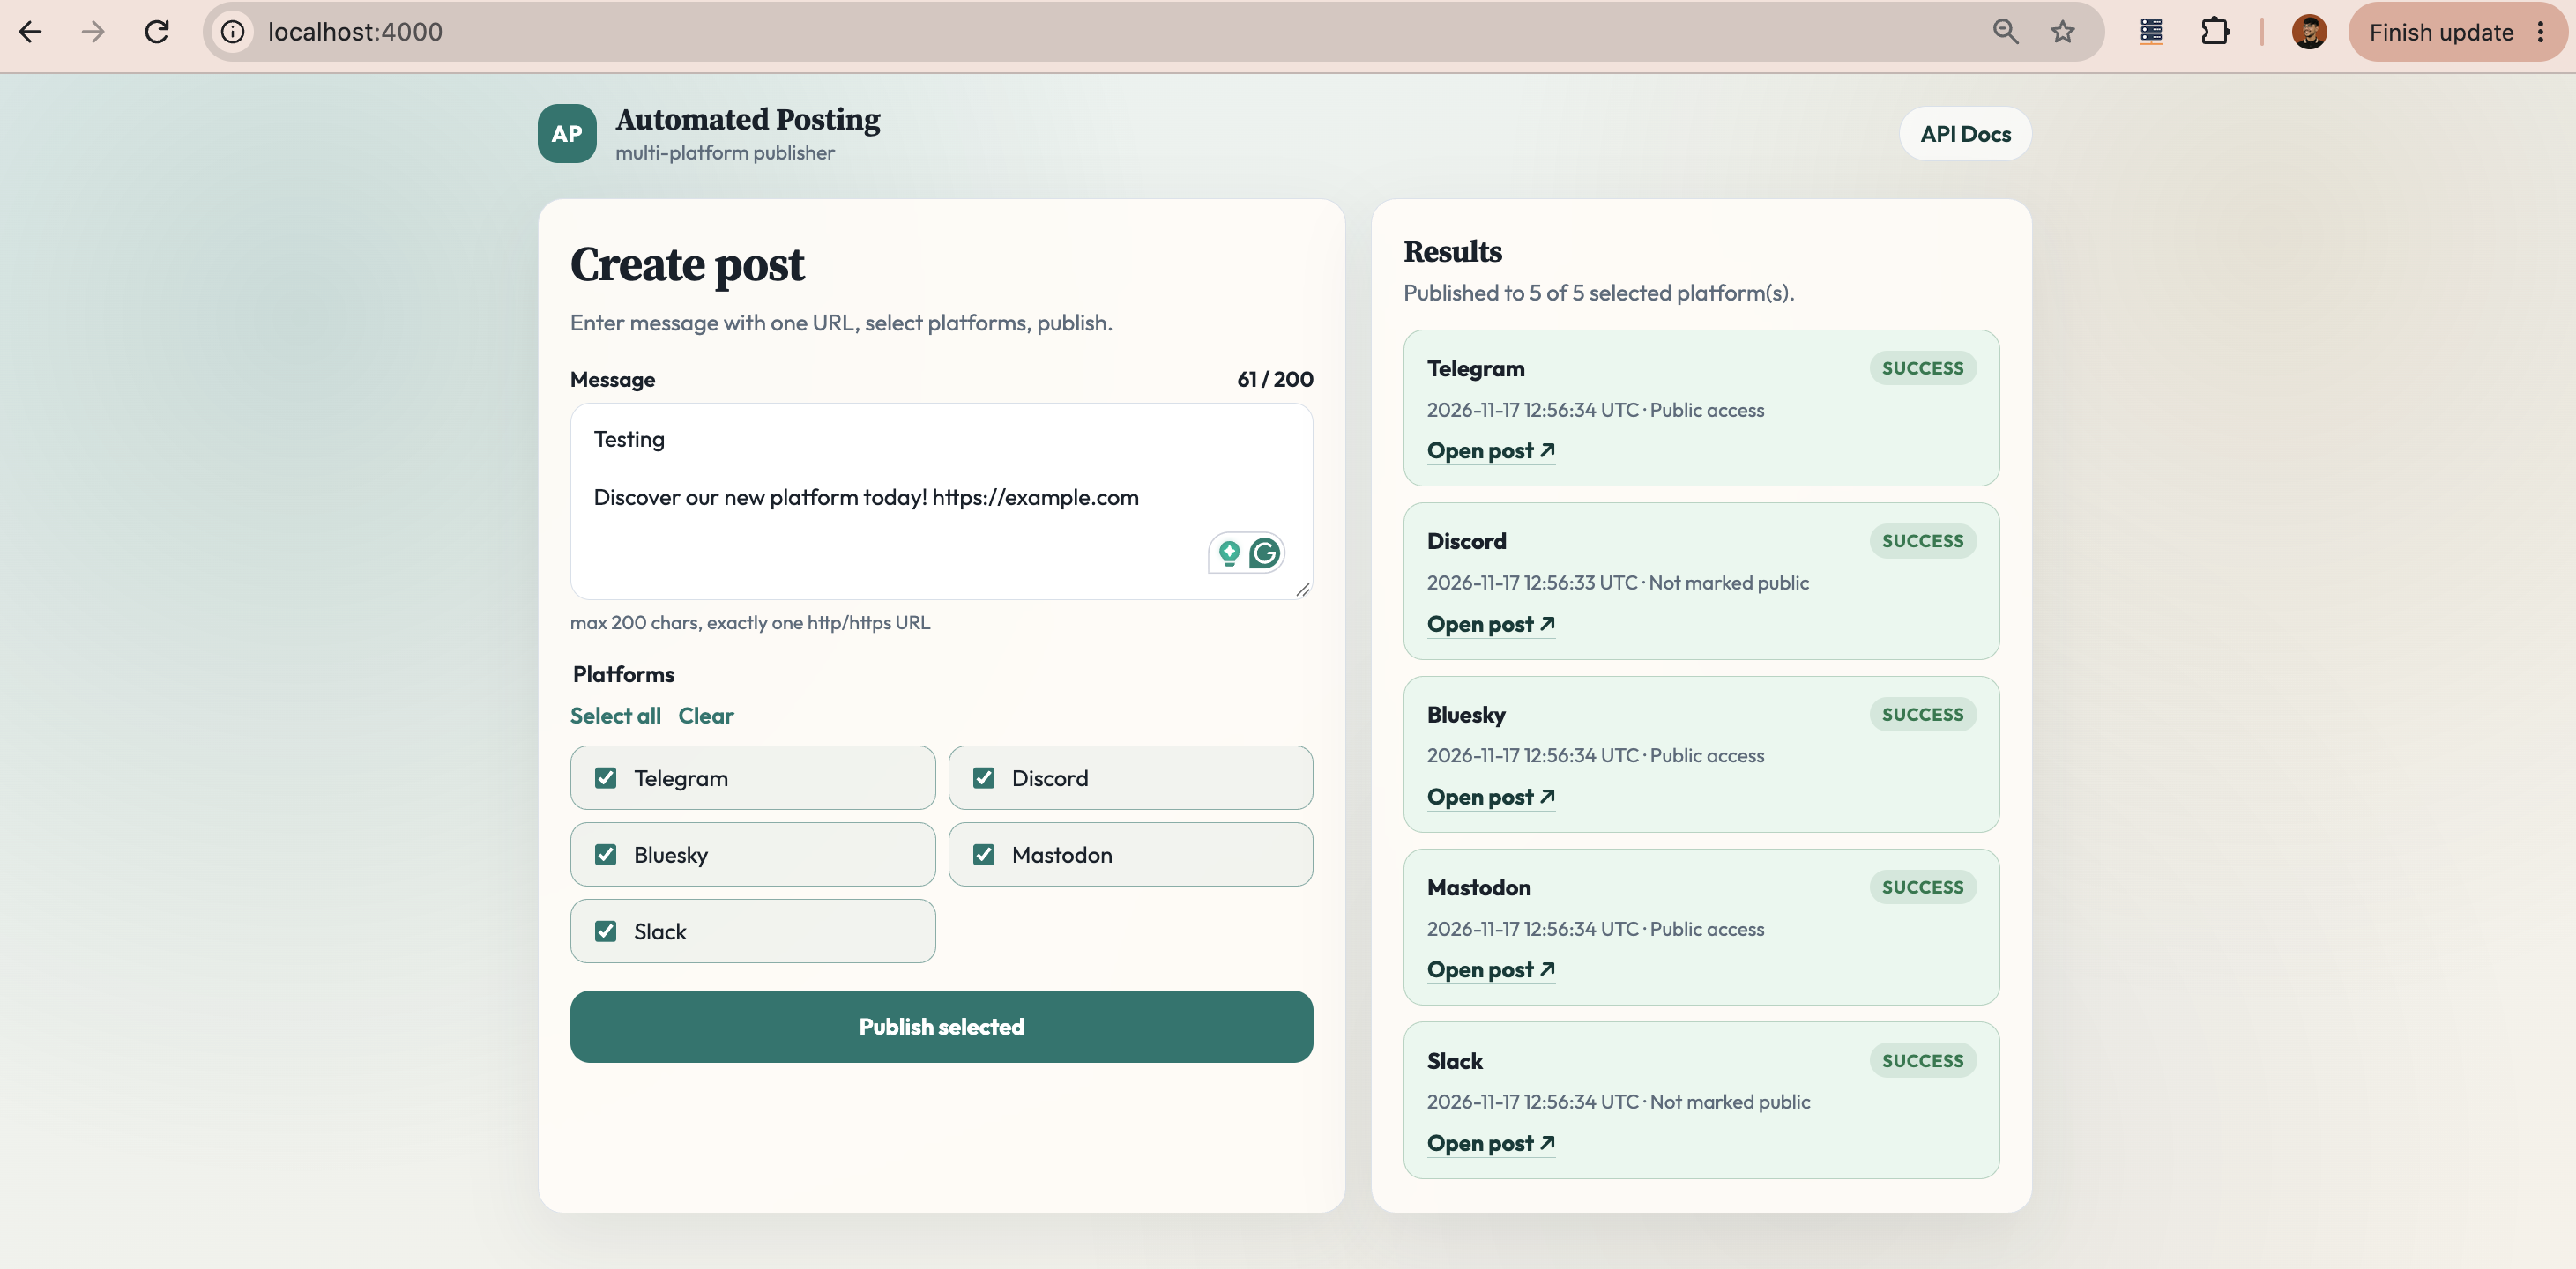 localhost:4000
Finish update
AP
Automated Posting
multi-platform publisher
API Docs
Create post
Enter message with one URL, select platforms, publish.
Message
61 / 200
Testing
Discover our new platform today! https://example.com
max 200 chars, exactly one http/https URL
Platforms
Select all Clear
Telegram
Discord
Bluesky
Mastodon
Slack
Publish selected
Results
Published to 5 of 5 selected platform(s).
Telegram
SUCCESS
2026-11-17 12:56:34 UTC · Public access
Open post ↗
Discord
SUCCESS
2026-11-17 12:56:33 UTC · Not marked public
Open post ↗
Bluesky
SUCCESS
2026-11-17 12:56:34 UTC · Public access
Open post ↗
Mastodon
SUCCESS
2026-11-17 12:56:34 UTC · Public access
Open post ↗
Slack
SUCCESS
2026-11-17 12:56:34 UTC · Not marked public
Open post ↗